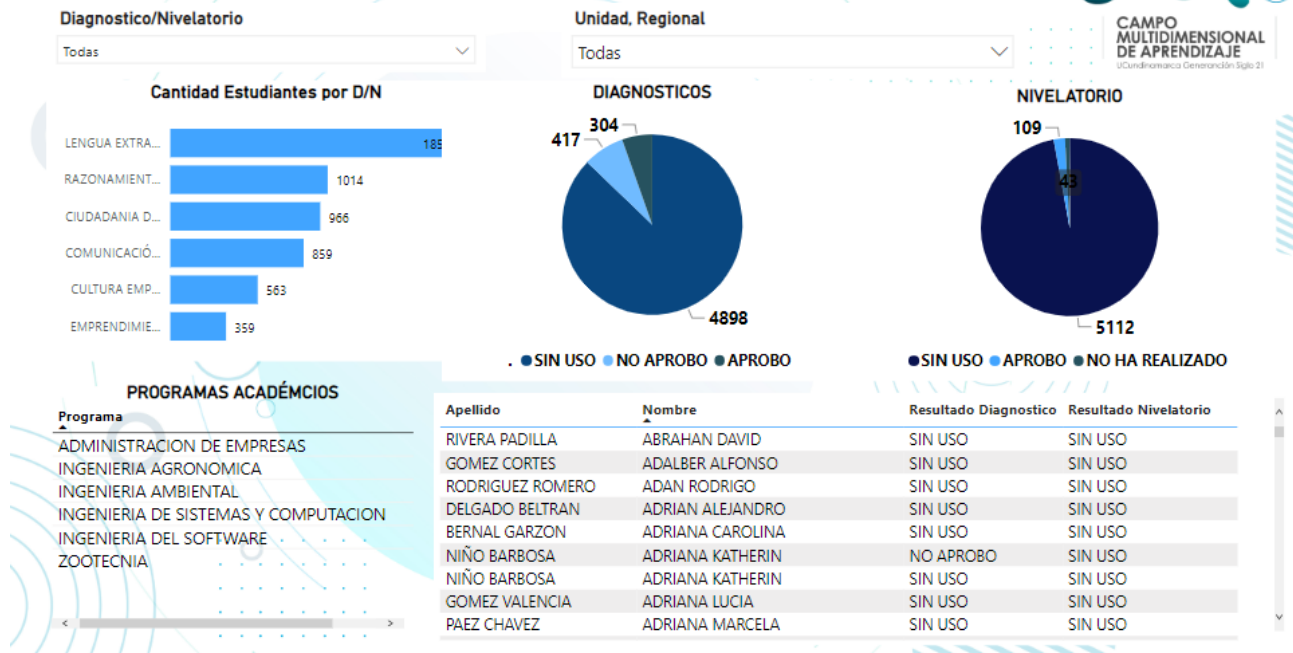 Diagnostico/Nivelatorio
Todas
Unidad, Regional
Todas
CAMPO
MULTIDIMENSIONAL
DE APRENDIZAJE
UCundinamarca Generación Siglo 21
Cantidad Estudiantes por D/N
LENGUA EXTRA... 185
RAZONAMIENT... 1014
CIUDADANIA D... 966
COMUNICACIÓ... 859
CULTURA EMP... 563
EMPRENDIMIE... 359
DIAGNOSTICOS
304
417
4898
. SIN USO NO APROBO APROBO
NIVELATORIO
109
43
5112
SIN USO APROBO NO HA REALIZADO
PROGRAMAS ACADÉMCIOS
Programa
ADMINISTRACION DE EMPRESAS
INGENIERIA AGRONOMICA
INGENIERIA AMBIENTAL
INGENIERIA DE SISTEMAS Y COMPUTACION
INGENIERIA DEL SOFTWARE
ZOOTECNIA
Apellido Nombre Resultado Diagnostico Resultado Nivelatorio
RIVERA PADILLA ABRAHAN DAVID SIN USO SIN USO
GOMEZ CORTES ADALBER ALFONSO SIN USO SIN USO
RODRIGUEZ ROMERO ADAN RODRIGO SIN USO SIN USO
DELGADO BELTRAN ADRIAN ALEJANDRO SIN USO SIN USO
BERNAL GARZON ADRIANA CAROLINA SIN USO SIN USO
NIÑO BARBOSA ADRIANA KATHERIN NO APROBO SIN USO
NIÑO BARBOSA ADRIANA KATHERIN SIN USO SIN USO
GOMEZ VALENCIA ADRIANA LUCIA SIN USO SIN USO
PAEZ CHAVEZ ADRIANA MARCELA SIN USO SIN USO